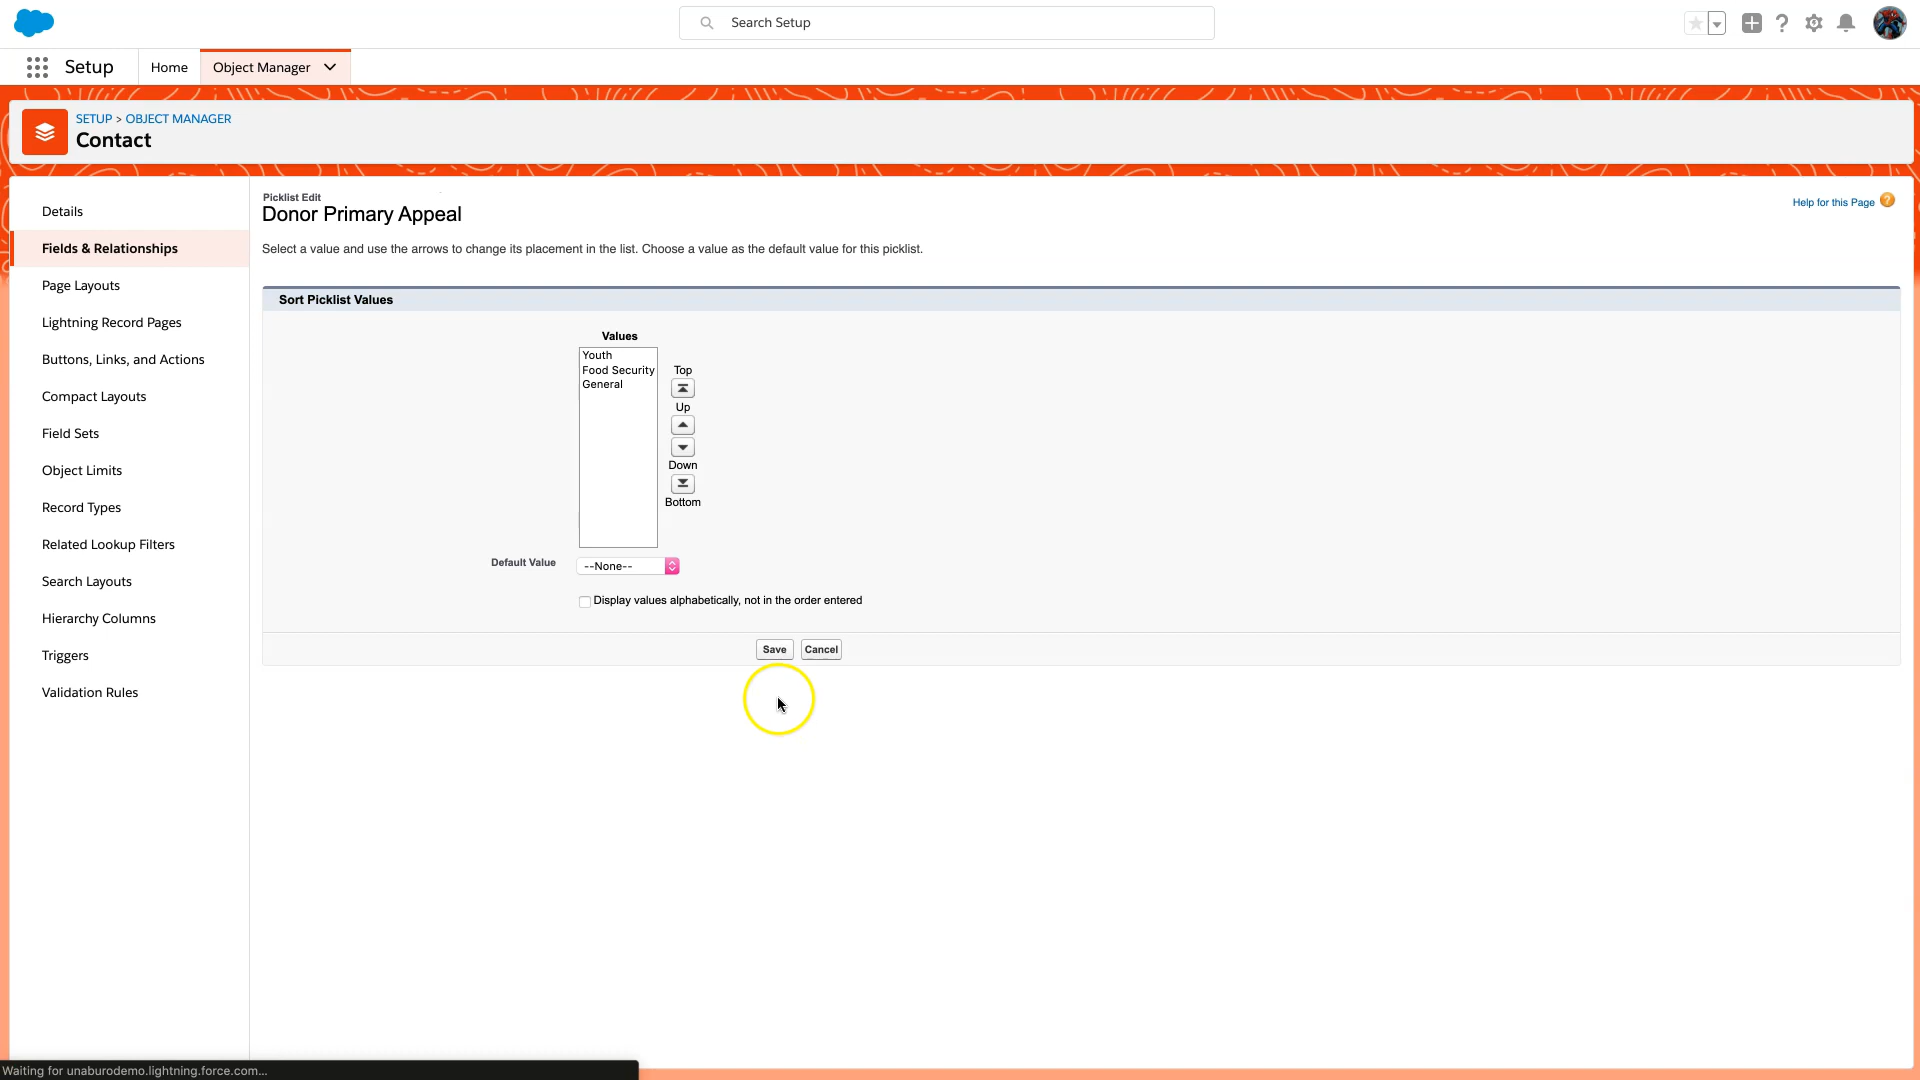 Search Setup
Setup
Home
Object Manager
SETUP > OBJECT MANAGER
Contact
Details
Fields & Relationships
Page Layouts
Lightning Record Pages
Buttons, Links, and Actions
Compact Layouts
Field Sets
Object Limits
Record Types
Related Lookup Filters
Search Layouts
Hierarchy Columns
Triggers
Validation Rules
Picklist Edit
Donor Primary Appeal
Help for this Page
Select a value and use the arrows to change its placement in the list. Choose a value as the default value for this picklist.
Sort Picklist Values
Values
Youth
Food Security
General
Top
Up
Down
Bottom
Default Value
--None--
Display values alphabetically, not in the order entered
Save
Cancel
Waiting for unaburodemo.lightning.force.com...